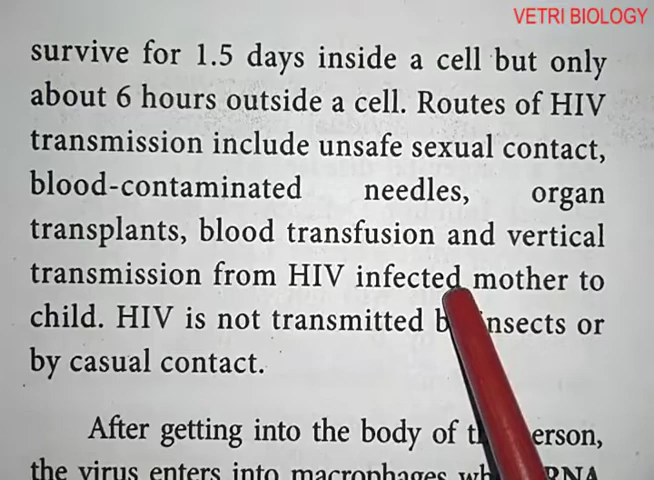 VETRI BIOLOGY
survive for 1.5 days inside a cell but only
about 6 hours outside a cell. Routes of HIV
transmission include unsafe sexual contact,
blood-contaminated needles, organ
transplants, blood transfusion and vertical
transmission from HIV infected mother to
child. HIV is not transmitted insects or
by casual contact.
After getting into the body of
the virus enters into macrophages RNA